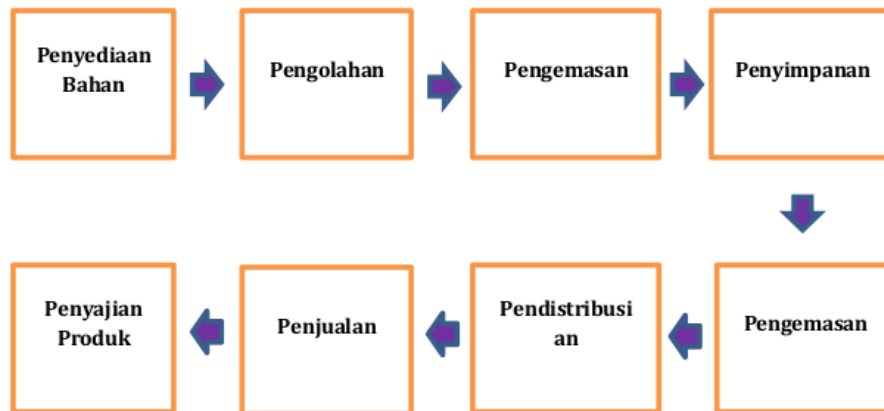 Penyediaan
Bahan
Pengolahan
Pengemasan
Penyimpanan
Pengemasan
Pendistribusi
an
Penjualan
Penyajian
Produk